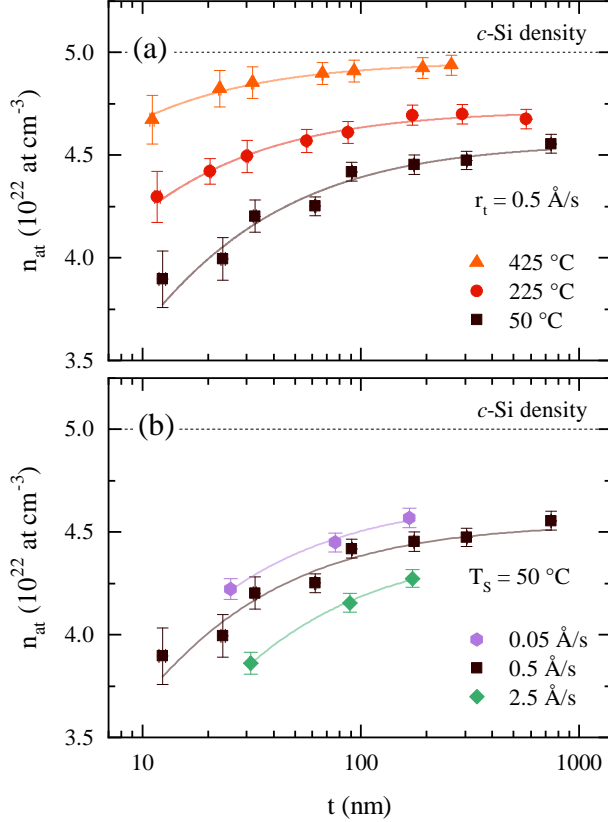 (a)
c-Si density
5.0
4.5
4.0
3.5
n_at (10^22 at cm^-3)
r_t = 0.5 Å/s
425 °C
225 °C
50 °C
(b)
c-Si density
5.0
4.5
4.0
3.5
n_at (10^22 at cm^-3)
T_S = 50 °C
0.05 Å/s
0.5 Å/s
2.5 Å/s
10
100
1000
t (nm)